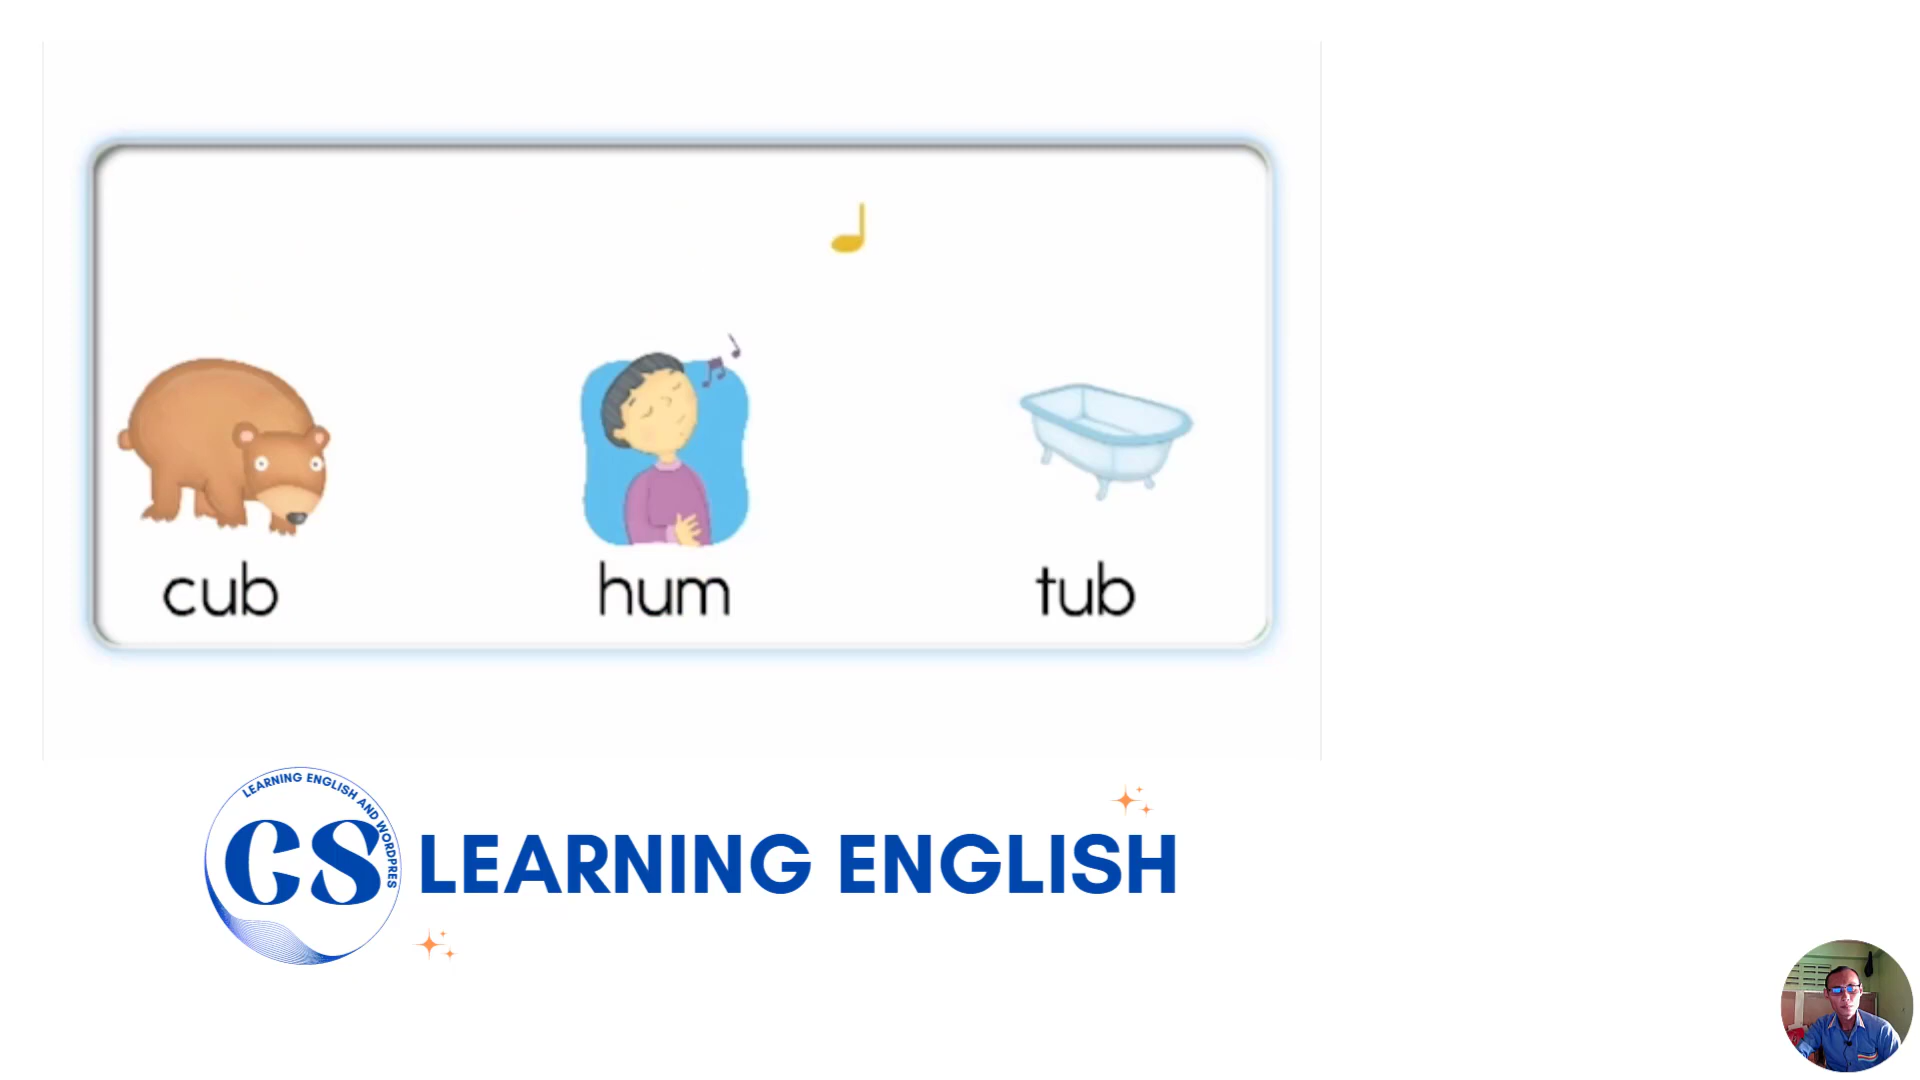 cub
hum
tub
LEARNING ENGLISH AND WORDPRES
CS
LEARNING ENGLISH